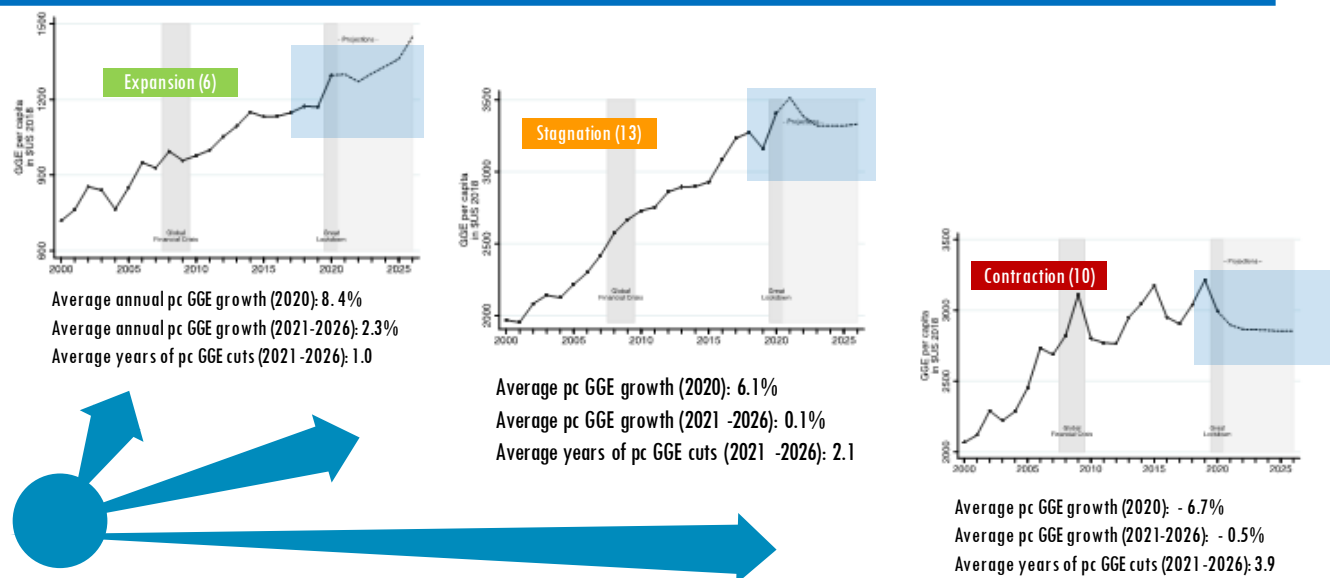 1500
1200
900
600
GGE per capita
in $US 2018
- Projections -
Expansion (6)
Global
Financial Crisis
Great
Lockdown
2000 2005 2010 2015 2020 2025
Average annual pc GGE growth (2020): 8.4%
Average annual pc GGE growth (2021-2026): 2.3%
Average years of pc GGE cuts (2021-2026): 1.0
3500
3000
2500
2000
GGE per capita
in $US 2018
- Projections -
Stagnation (13)
Global
Financial Crisis
Great
Lockdown
2000 2005 2010 2015 2020 2025
Average pc GGE growth (2020): 6.1%
Average pc GGE growth (2021 -2026): 0.1%
Average years of pc GGE cuts (2021 -2026): 2.1
3500
3000
2500
2000
GGE per capita
in $US 2018
- Projections -
Contraction (10)
Global
Financial Crisis
Great
Lockdown
2000 2005 2010 2015 2020 2025
Average pc GGE growth (2020): - 6.7%
Average pc GGE growth (2021-2026): - 0.5%
Average years of pc GGE cuts (2021-2026): 3.9